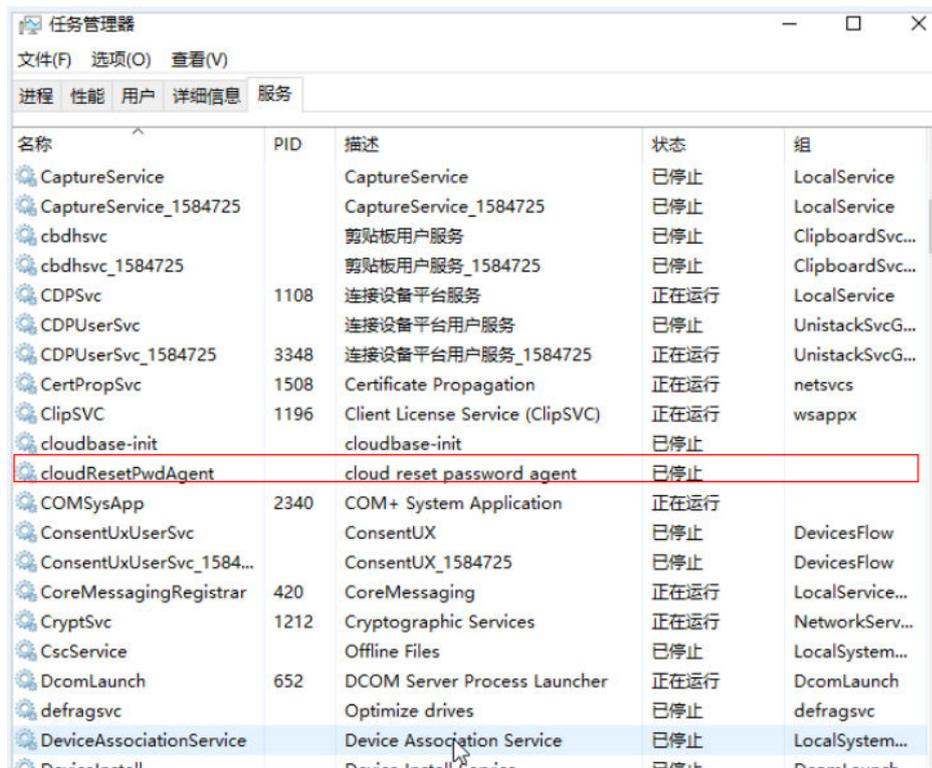 任务管理器
文件(F) 选项(O) 查看(V)
进程 性能 用户 详细信息 服务
名称 PID 描述 状态 组
CaptureService CaptureService 已停止 LocalService
CaptureService_1584725 CaptureService_1584725 已停止 LocalService
cbdhsvc 剪贴板用户服务 已停止 ClipboardSvc...
cbdhsvc_1584725 剪贴板用户服务_1584725 已停止 ClipboardSvc...
CDPSvc 1108 连接设备平台服务 正在运行 LocalService
CDPUserSvc 连接设备平台用户服务 已停止 UnistackSvcG...
CDPUserSvc_1584725 3348 连接设备平台用户服务_1584725 正在运行 UnistackSvcG...
CertPropSvc 1508 Certificate Propagation 正在运行 netsvcs
ClipSVC 1196 Client License Service (ClipSVC) 正在运行 wsappx
cloudbase-init cloudbase-init 已停止
cloudResetPwdAgent cloud reset password agent 已停止
COMSysApp 2340 COM+ System Application 正在运行
ConsentUxUserSvc ConsentUX 已停止 DevicesFlow
ConsentUxUserSvc_1584... ConsentUX_1584725 已停止 DevicesFlow
CoreMessagingRegistrar 420 CoreMessaging 正在运行 LocalService...
CryptSvc 1212 Cryptographic Services 正在运行 NetworkServ...
CscService Offline Files 已停止 LocalSystem...
DcomLaunch 652 DCOM Server Process Launcher 正在运行 DcomLaunch
defragsvc Optimize drives 已停止 defragsvc
DeviceAssociationService Device Association Service 已停止 LocalSystem...
DeviceInstall Device Install Service 已停止 DcomLaunch